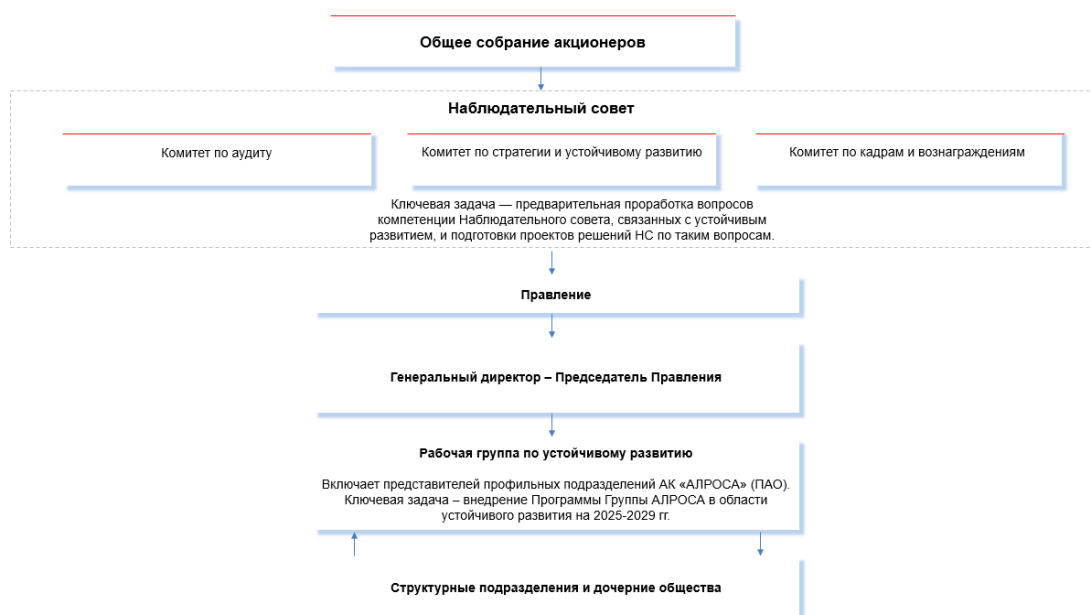 Общее собрание акционеров
Наблюдательный совет
Комитет по аудиту
Комитет по стратегии и устойчивому развитию
Комитет по кадрам и вознаграждениям
Ключевая задача — предварительная проработка вопросов
компетенции Наблюдательного совета, связанных с устойчивым
развитием, и подготовки проектов решений НС по таким вопросам.
Правление
Генеральный директор – Председатель Правления
Рабочая группа по устойчивому развитию
Включает представителей профильных подразделений АК «АЛРОСА» (ПАО).
Ключевая задача – внедрение Программы Группы АЛРОСА в области
устойчивого развития на 2025-2029 гг.
Структурные подразделения и дочерние общества